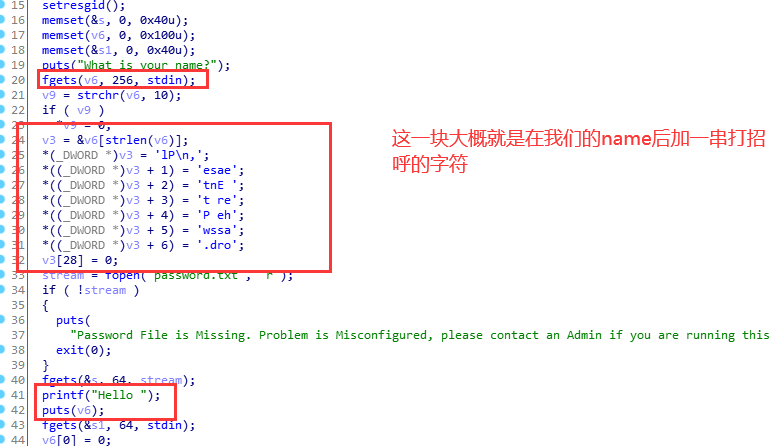 15 setresgid();
16 memset(&s, 0, 0x40u);
17 memset(v6, 0, 0x100u);
18 memset(&s1, 0, 0x40u);
19 puts("What is your name?");
20 fgets(v6, 256, stdin);
21 v9 = strchr(v6, 10);
22 if ( v9 )
23 *v9 = 0;
24 v3 = &v6[strlen(v6)];
25 *(_DWORD *)v3 = 'lP\n,';
26 *((_DWORD *)v3 + 1) = 'esae';
27 *((_DWORD *)v3 + 2) = 'tnE ';
28 *((_DWORD *)v3 + 3) = 't re';
29 *((_DWORD *)v3 + 4) = 'P eh';
30 *((_DWORD *)v3 + 5) = 'wssa';
31 *((_DWORD *)v3 + 6) = '.dro';
32 v3[28] = 0;
这一块大概就是在我们的name后加一串打招
呼的字符
33 stream = fopen("password.txt", "r");
34 if ( !stream )
35 {
36 puts(
37 "Password File is Missing. Problem is Misconfigured, please contact an Admin if you are running this
38 exit(0);
39 }
40 fgets(&s, 64, stream);
41 printf("Hello ");
42 puts(v6);
43 fgets(&s1, 64, stdin);
44 v6[0] = 0;